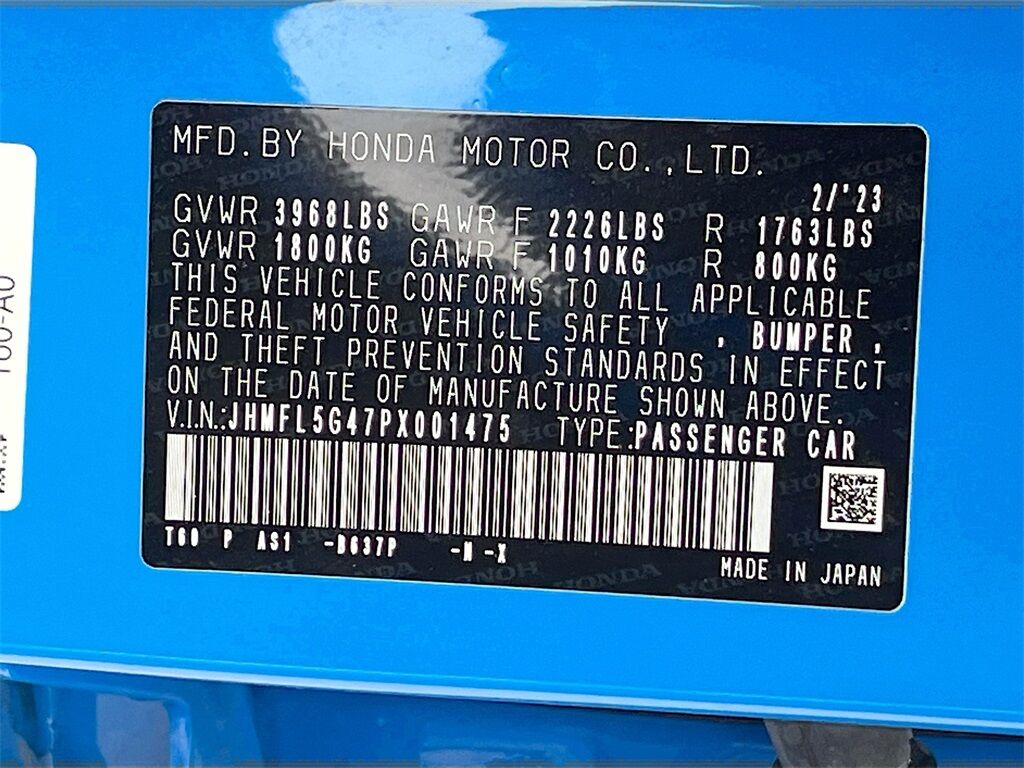 MFD.BY HONDA MOTOR CO.,LTD.
2/'23
GVWR 3968LBS GAWR F 2226LBS R 1763LBS
GVWR 1800KG GAWR F 1010KG R 800KG
THIS VEHICLE CONFORMS TO ALL APPLICABLE
FEDERAL MOTOR VEHICLE SAFETY , BUMPER ,
AND THEFT PREVENTION STANDARDS IN EFFECT
ON THE DATE OF MANUFACTURE SHOWN ABOVE.
V.IN.:JHMFL5G47PX001475 TYPE:PASSENGER CAR
T60 P AS1 -B637P -N -X
MADE IN JAPAN